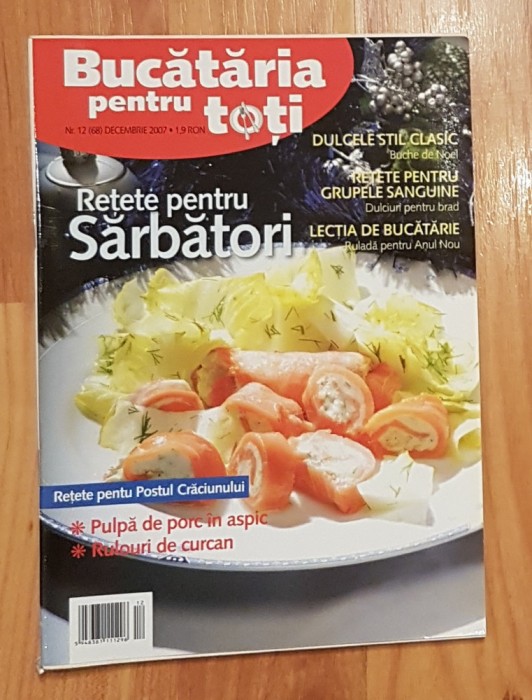 Bucătăria
pentru toți
Nr. 12 (68) DECEMBRIE 2007 • 1,9 RON
DULCELE STIL CLASIC
Buche de Noel
REȚETE PENTRU
GRUPELE SANGUINE
Dulciuri pentru brad
LECTIA DE BUCĂTĂRIE
Ruladă pentru Anul Nou
Rețete pentru
Sărbători
Rețete pentu Postul Crăciunului
Pulpă de porc în aspic
Rulouri de curcan
12